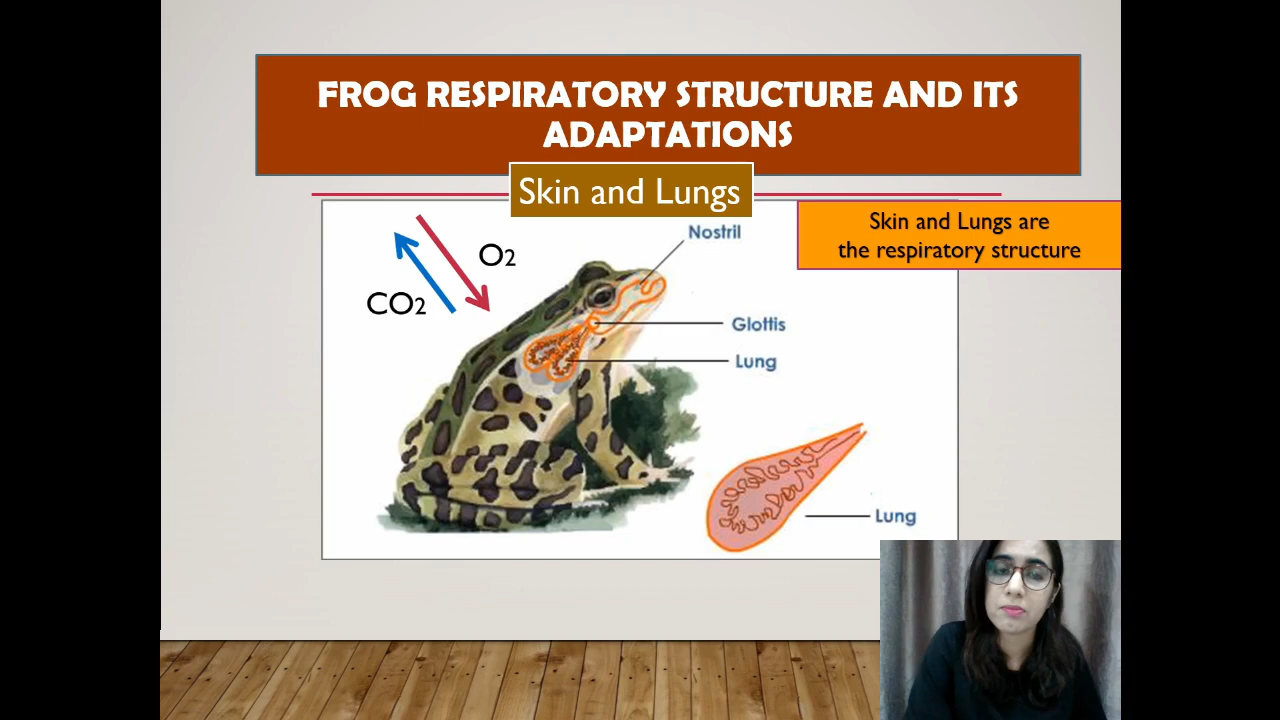 FROG RESPIRATORY STRUCTURE AND ITS
ADAPTATIONS
Skin and Lungs
Skin and Lungs are
the respiratory structure
Nostril
O2
CO2
Glottis
Lung
Lung